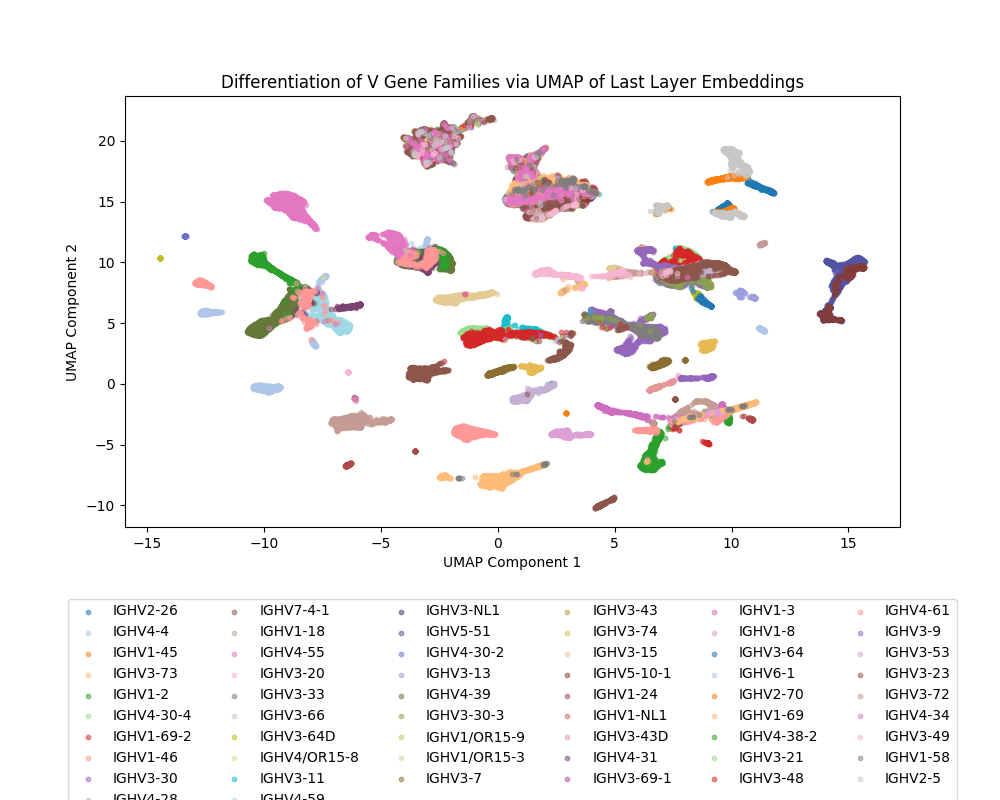 Differentiation of V Gene Families via UMAP of Last Layer Embeddings
20
15
10
5
0
−5
−10
UMAP Component 2
−15 −10 −5 0 5 10 15
UMAP Component 1
IGHV2-26 IGHV7-4-1 IGHV3-NL1 IGHV3-43 IGHV1-3 IGHV4-61
IGHV4-4 IGHV1-18 IGHV5-51 IGHV3-74 IGHV1-8 IGHV3-9
IGHV1-45 IGHV4-55 IGHV4-30-2 IGHV3-15 IGHV3-64 IGHV3-53
IGHV3-73 IGHV3-20 IGHV3-13 IGHV5-10-1 IGHV6-1 IGHV3-23
IGHV1-2 IGHV3-33 IGHV4-39 IGHV1-24 IGHV2-70 IGHV3-72
IGHV4-30-4 IGHV3-66 IGHV3-30-3 IGHV1-NL1 IGHV1-69 IGHV4-34
IGHV1-69-2 IGHV3-64D IGHV1/OR15-9 IGHV3-43D IGHV4-38-2 IGHV3-49
IGHV1-46 IGHV4/OR15-8 IGHV1/OR15-3 IGHV4-31 IGHV3-21 IGHV1-58
IGHV3-30 IGHV3-11 IGHV3-7 IGHV3-69-1 IGHV3-48 IGHV2-5
IGHV4-28 IGHV4-59